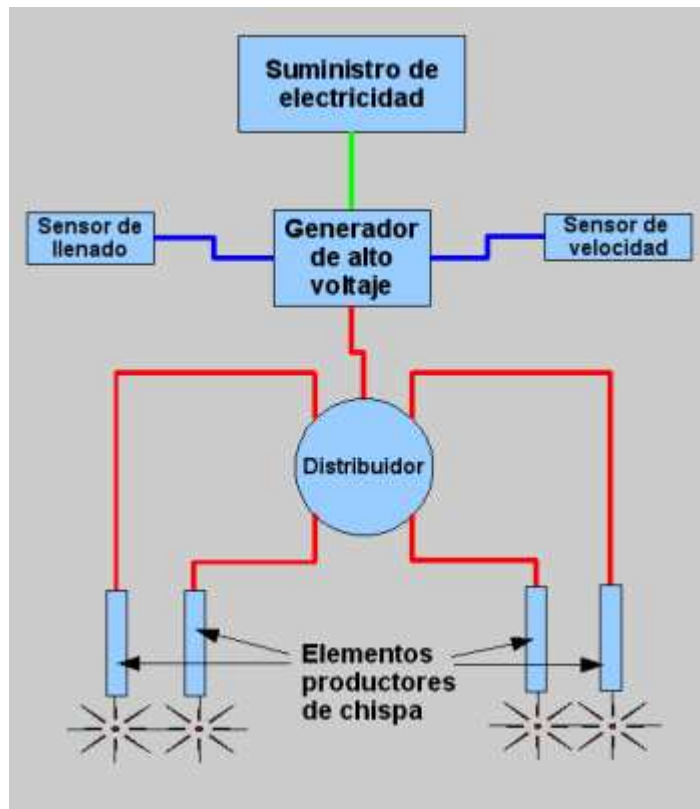 Suministro de
electricidad
Sensor de
llenado
Generador
de alto
voltaje
Sensor de
velocidad
Distribuidor
Elementos
productores
de chispa